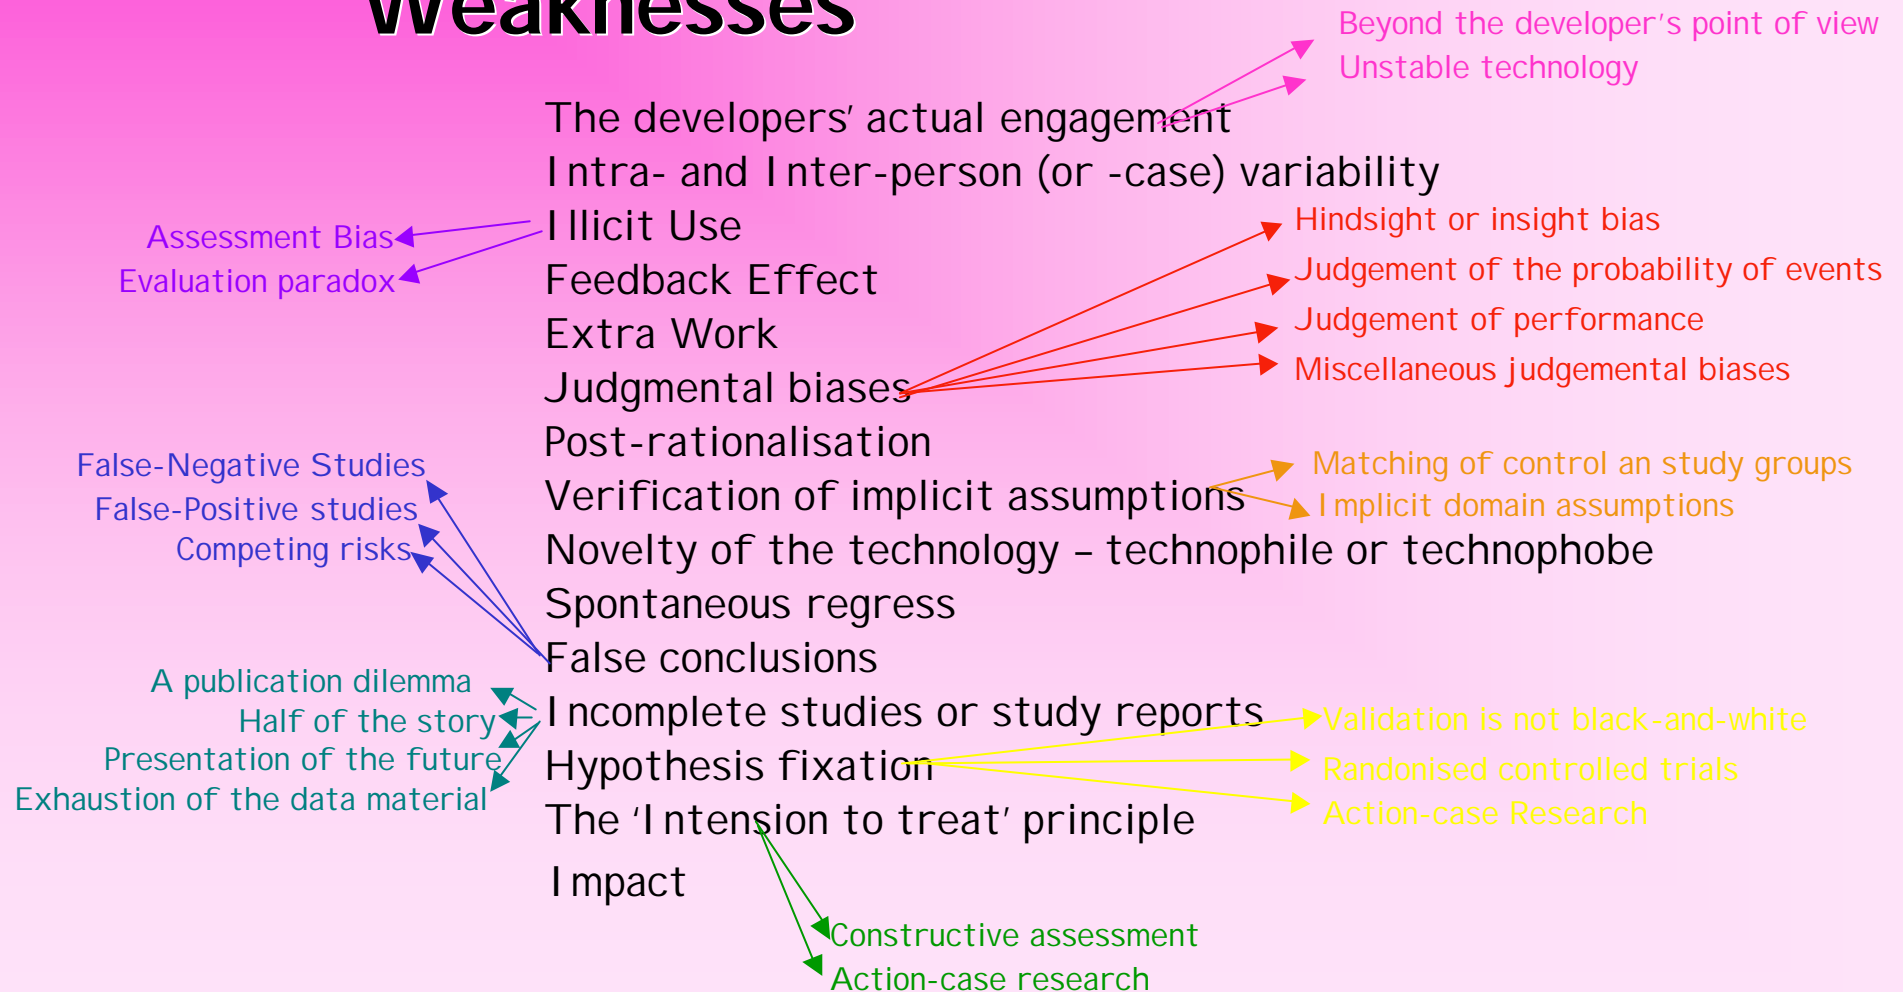 Weaknesses
Beyond the developer's point of view
Unstable technology
The developers' actual engagement
Intra- and Inter-person (or -case) variability
Illicit Use
Assessment Bias
Evaluation paradox
Feedback Effect
Extra Work
Judgmental biases
Hindsight or insight bias
Judgement of the probability of events
Judgement of performance
Miscellaneous judgemental biases
Post-rationalisation
Verification of implicit assumptions
Matching of control an study groups
Implicit domain assumptions
Novelty of the technology – technophile or technophobe
Spontaneous regress
False conclusions
False-Negative Studies
False-Positive studies
Competing risks
Incomplete studies or study reports
A publication dilemma
Half of the story
Presentation of the future
Exhaustion of the data material
Hypothesis fixation
Validation is not black-and-white
Randonised controlled trials
Action-case Research
The 'Intension to treat' principle
Impact
Constructive assessment
Action-case research